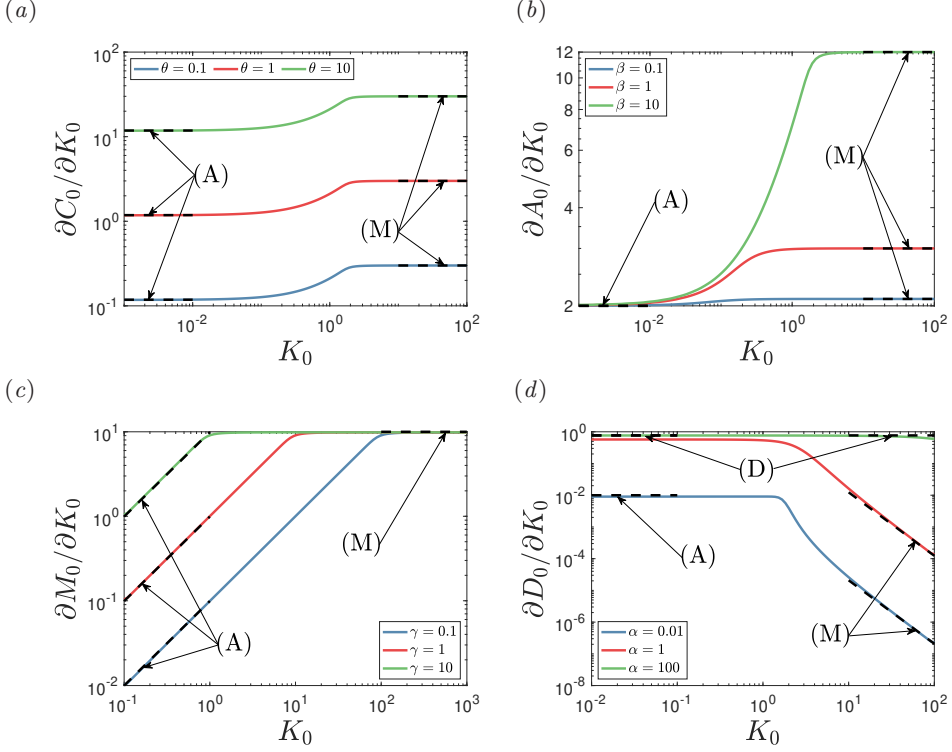 (a)
10^2
θ = 0.1 θ = 1 θ = 10
10^1
(A)
10^0
(M)
10^{-1}
10^{-2} 10^0 10^2
∂C_0/∂K_0
K_0
(b)
12
10
β = 0.1
β = 1
β = 10
8
(M)
6
4
(A)
2
10^{-2} 10^0 10^2
∂A_0/∂K_0
K_0
(c)
10^1
10^0
(M)
10^{-1}
(A)
γ = 0.1
γ = 1
γ = 10
10^{-2}
10^{-1} 10^0 10^1 10^2 10^3
∂M_0/∂K_0
K_0
(d)
10^0
(D)
10^{-2}
(A)
10^{-4}
(M)
10^{-6}
α = 0.01
α = 1
α = 100
10^{-8}
10^{-2} 10^{-1} 10^0 10^1 10^2
∂D_0/∂K_0
K_0